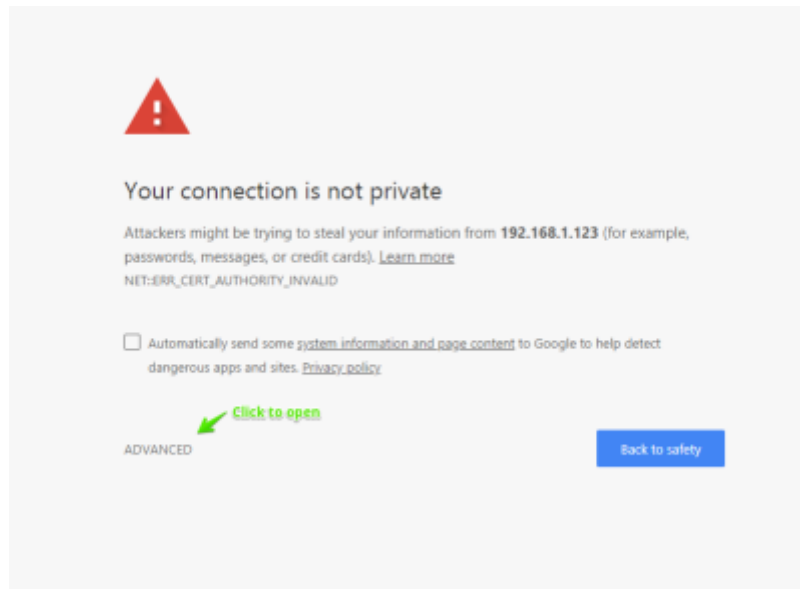 Your connection is not private
Attackers might be trying to steal your information from 192.168.1.123 (for example,
passwords, messages, or credit cards). Learn more
NET::ERR_CERT_AUTHORITY_INVALID
Automatically send some system information and page content to Google to help detect
dangerous apps and sites. Privacy policy
Click to open
ADVANCED
Back to safety